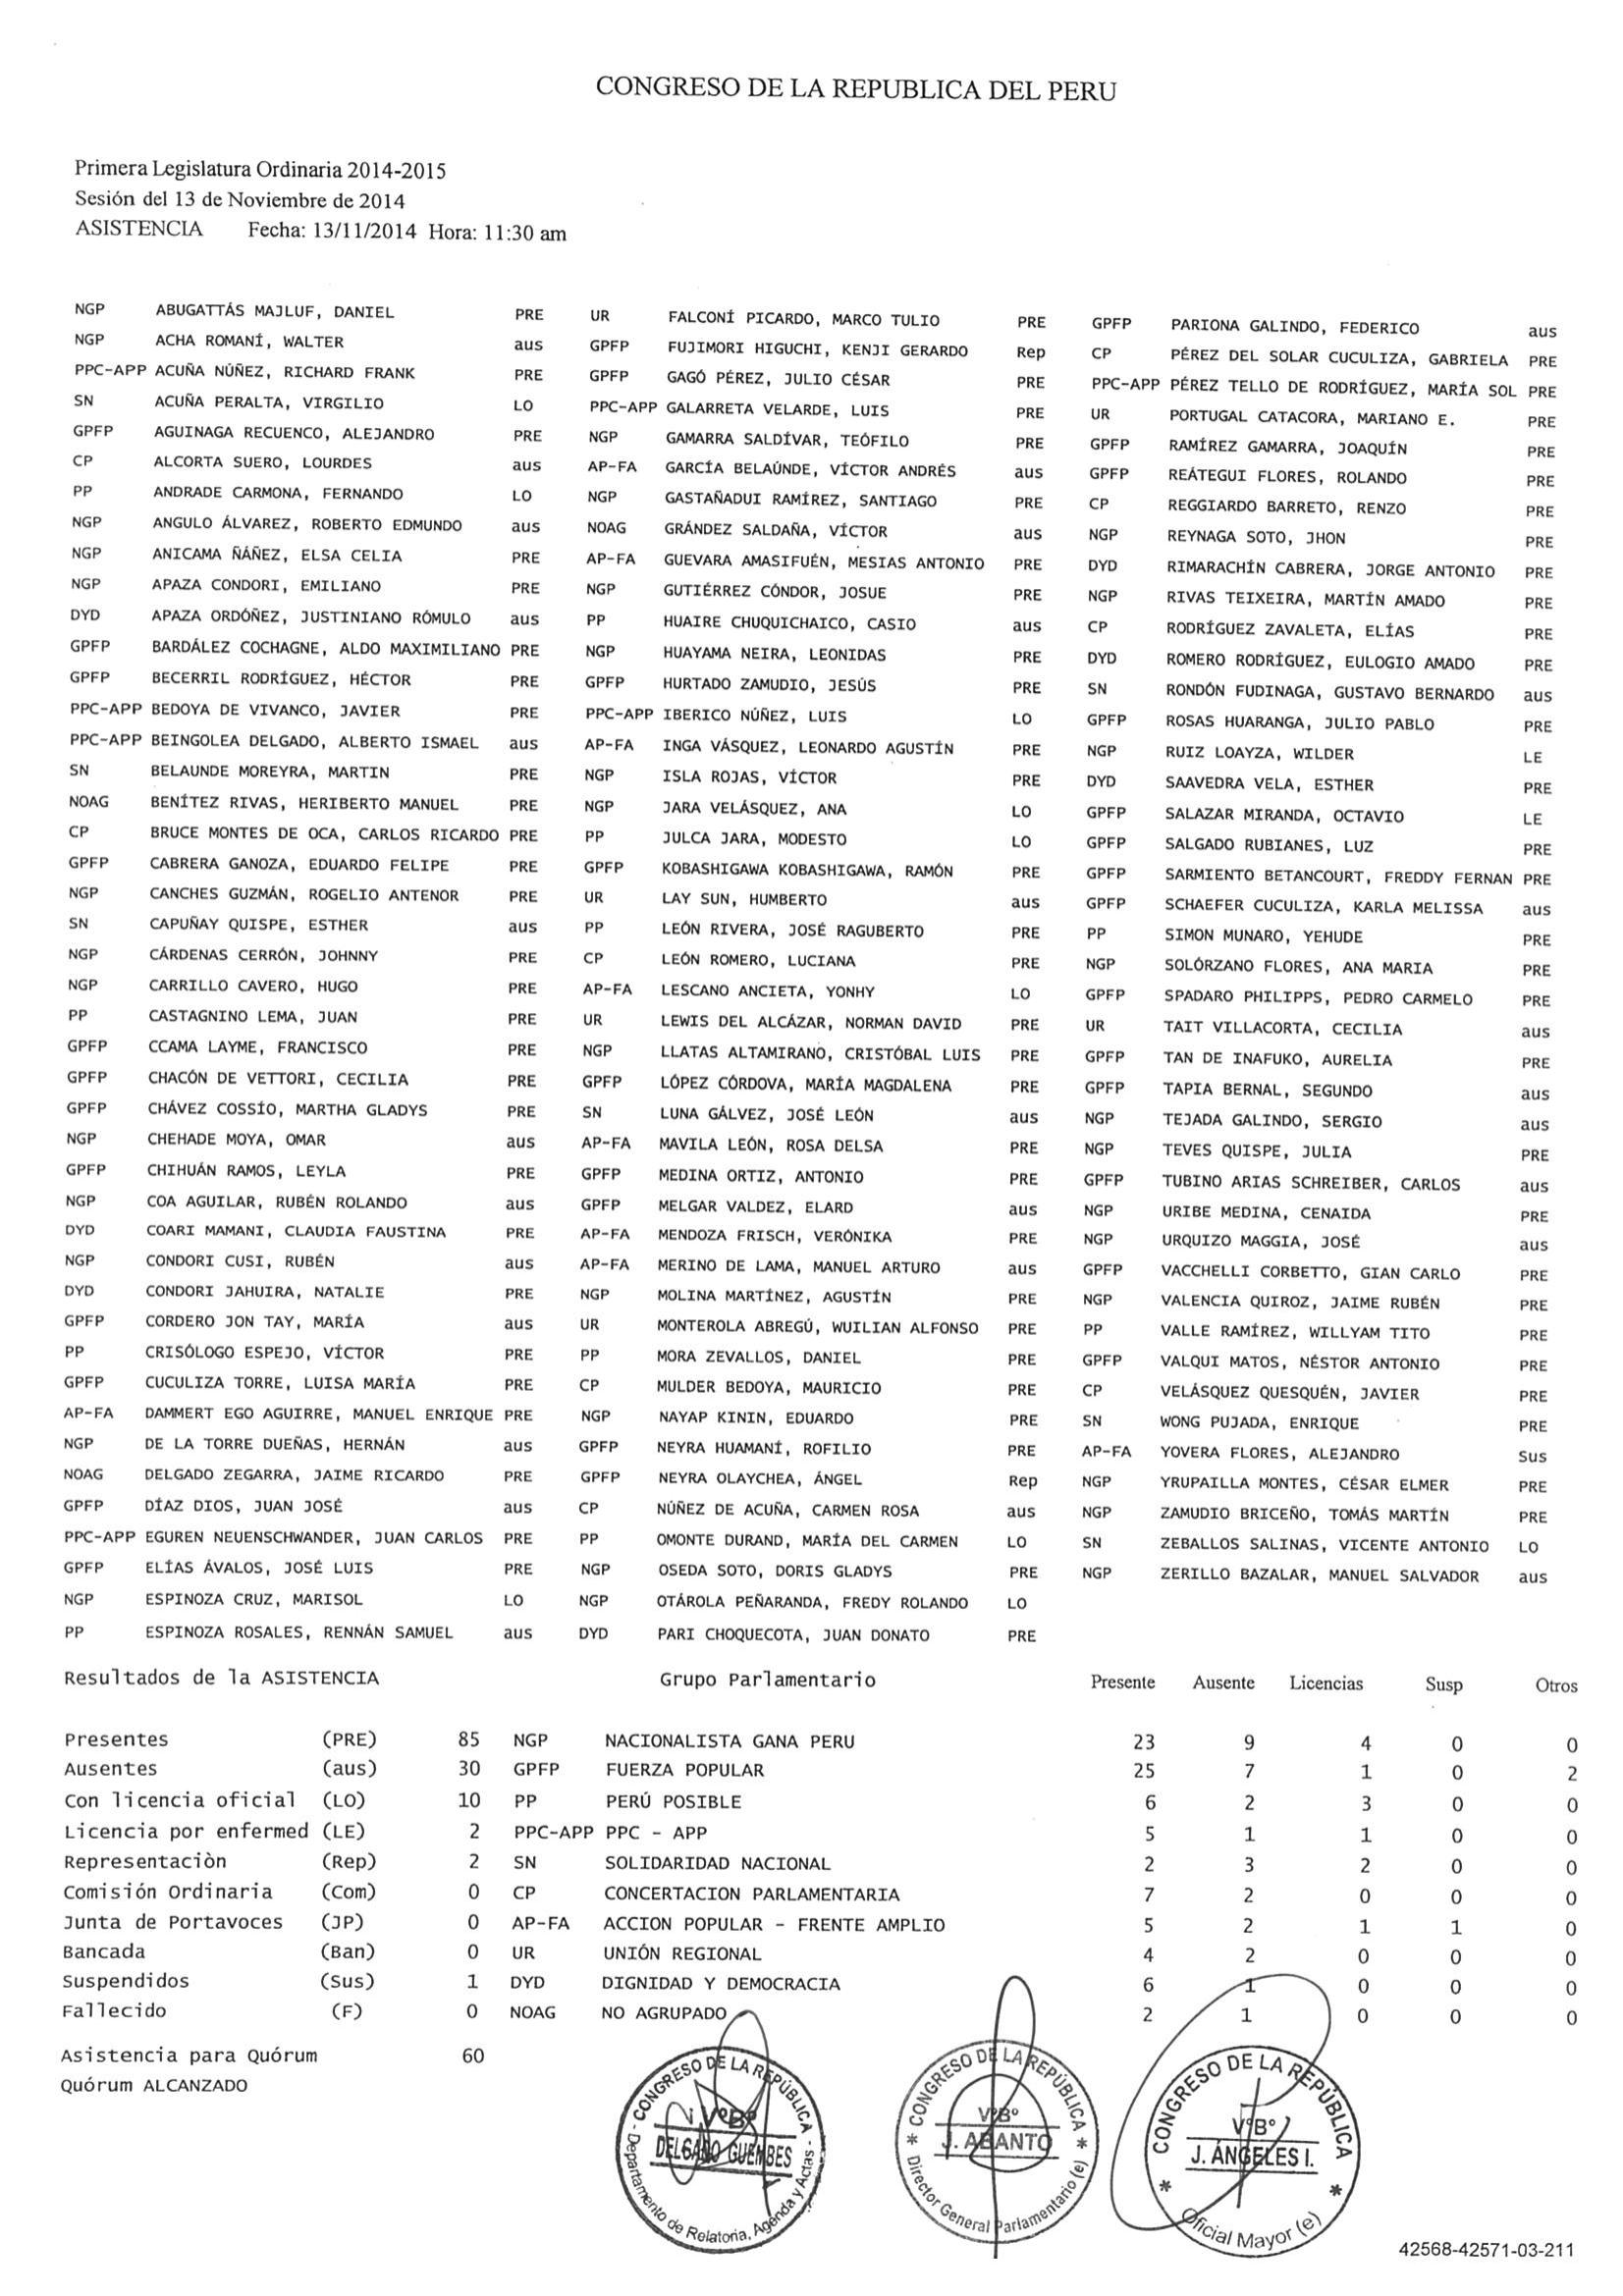 CONGRESO DE LA REPUBLICA DEL PERU
Primera Legislatura Ordinaria 2014-2015
Sesión del 13 de Noviembre de 2014
ASISTENCIA Fecha: 13/11/2014 Hora: 11:30 am
NGP ABUGATTÁS MAJLUF, DANIEL PRE UR FALCONÍ PICARDO, MARCO TULIO PRE GPFP PARIONA GALINDO, FEDERICO aus
NGP ACHA ROMANÍ, WALTER aus GPFP FUJIMORI HIGUCHI, KENJI GERARDO Rep CP PÉREZ DEL SOLAR CUCULIZA, GABRIELA PRE
PPC-APP ACUÑA NÚÑEZ, RICHARD FRANK PRE GPFP GAGÓ PÉREZ, JULIO CÉSAR PRE PPC-APP PÉREZ TELLO DE RODRÍGUEZ, MARÍA SOL PRE
SN ACUÑA PERALTA, VIRGILIO LO PPC-APP GALARRETA VELARDE, LUIS PRE UR PORTUGAL CATACORA, MARIANO E. PRE
GPFP AGUINAGA RECUENCO, ALEJANDRO PRE NGP GAMARRA SALDÍVAR, TEÓFILO PRE GPFP RAMÍREZ GAMARRA, JOAQUÍN PRE
CP ALCORTA SUERO, LOURDES aus AP-FA GARCÍA BELAÚNDE, VÍCTOR ANDRÉS aus GPFP REÁTEGUI FLORES, ROLANDO PRE
PP ANDRADE CARMONA, FERNANDO LO NGP GASTAÑADUI RAMÍREZ, SANTIAGO PRE CP REGGIARDO BARRETO, RENZO PRE
NGP ANGULO ÁLVAREZ, ROBERTO EDMUNDO aus NOAG GRÁNDEZ SALDAÑA, VÍCTOR aus NGP REYNAGA SOTO, JHON PRE
NGP ANICAMA ÑÁÑEZ, ELSA CELIA PRE AP-FA GUEVARA AMASIFUÉN, MESIAS ANTONIO PRE DYD RIMARACHÍN CABRERA, JORGE ANTONIO PRE
NGP APAZA CONDORI, EMILIANO PRE NGP GUTIÉRREZ CÓNDOR, JOSUE PRE NGP RIVAS TEIXEIRA, MARTÍN AMADO PRE
DYD APAZA ORDÓÑEZ, JUSTINIANO RÓMULO aus PP HUAIRE CHUQUICHAICO, CASIO aus CP RODRÍGUEZ ZAVALETA, ELÍAS PRE
GPFP BARDÁLEZ COCHAGNE, ALDO MAXIMILIANO PRE NGP HUAYAMA NEIRA, LEONIDAS PRE DYD ROMERO RODRÍGUEZ, EULOGIO AMADO PRE
GPFP BECERRIL RODRÍGUEZ, HÉCTOR PRE GPFP HURTADO ZAMUDIO, JESÚS PRE SN RONDÓN FUDINAGA, GUSTAVO BERNARDO aus
PPC-APP BEDOYA DE VIVANCO, JAVIER PRE PPC-APP IBERICO NÚÑEZ, LUIS LO GPFP ROSAS HUARANGA, JULIO PABLO PRE
PPC-APP BEINGOLEA DELGADO, ALBERTO ISMAEL aus AP-FA INGA VÁSQUEZ, LEONARDO AGUSTÍN PRE NGP RUIZ LOAYZA, WILDER LE
SN BELAUNDE MOREYRA, MARTIN PRE NGP ISLA ROJAS, VÍCTOR PRE DYD SAAVEDRA VELA, ESTHER PRE
NOAG BENÍTEZ RIVAS, HERIBERTO MANUEL PRE NGP JARA VELÁSQUEZ, ANA LO GPFP SALAZAR MIRANDA, OCTAVIO LE
CP BRUCE MONTES DE OCA, CARLOS RICARDO PRE PP JULCA JARA, MODESTO LO GPFP SALGADO RUBIANES, LUZ PRE
GPFP CABRERA GANOZA, EDUARDO FELIPE PRE GPFP KOBASHIGAWA KOBASHIGAWA, RAMÓN PRE GPFP SARMIENTO BETANCOURT, FREDDY FERNAN PRE
NGP CANCHES GUZMÁN, ROGELIO ANTENOR PRE UR LAY SUN, HUMBERTO aus GPFP SCHAEFER CUCULIZA, KARLA MELISSA aus
SN CAPUÑAY QUISPE, ESTHER aus PP LEÓN RIVERA, JOSÉ RAGUBERTO PRE PP SIMON MUNARO, YEHUDE PRE
NGP CÁRDENAS CERRÓN, JOHNNY PRE CP LEÓN ROMERO, LUCIANA PRE NGP SOLÓRZANO FLORES, ANA MARIA PRE
NGP CARRILLO CAVERO, HUGO PRE AP-FA LESCANO ANCIETA, YONHY LO GPFP SPADARO PHILIPPS, PEDRO CARMELO PRE
PP CASTAGNINO LEMA, JUAN PRE UR LEWIS DEL ALCÁZAR, NORMAN DAVID PRE UR TAIT VILLACORTA, CECILIA aus
GPFP CCAMA LAYME, FRANCISCO PRE NGP LLATAS ALTAMIRANO, CRISTÓBAL LUIS PRE GPFP TAN DE INAFUKO, AURELIA PRE
GPFP CHACÓN DE VETTORI, CECILIA PRE GPFP LÓPEZ CÓRDOVA, MARÍA MAGDALENA PRE GPFP TAPIA BERNAL, SEGUNDO aus
GPFP CHÁVEZ COSSÍO, MARTHA GLADYS PRE SN LUNA GÁLVEZ, JOSÉ LEÓN aus NGP TEJADA GALINDO, SERGIO aus
NGP CHEHADE MOYA, OMAR aus AP-FA MAVILA LEÓN, ROSA DELSA PRE NGP TEVES QUISPE, JULIA PRE
GPFP CHIHUÁN RAMOS, LEYLA PRE GPFP MEDINA ORTIZ, ANTONIO PRE GPFP TUBINO ARIAS SCHREIBER, CARLOS aus
NGP COA AGUILAR, RUBÉN ROLANDO aus GPFP MELGAR VALDEZ, ELARD aus NGP URIBE MEDINA, CENAIDA PRE
DYD COARI MAMANI, CLAUDIA FAUSTINA PRE AP-FA MENDOZA FRISCH, VERÓNIKA PRE NGP URQUIZO MAGGIA, JOSÉ aus
NGP CONDORI CUSI, RUBÉN aus AP-FA MERINO DE LAMA, MANUEL ARTURO aus GPFP VACCHELLI CORBETTO, GIAN CARLO PRE
DYD CONDORI JAHUIRA, NATALIE PRE NGP MOLINA MARTÍNEZ, AGUSTÍN PRE NGP VALENCIA QUIROZ, JAIME RUBÉN PRE
GPFP CORDERO JON TAY, MARÍA aus UR MONTEROLA ABREGÚ, WUILIAN ALFONSO PRE PP VALLE RAMÍREZ, WILLYAM TITO PRE
PP CRISÓLOGO ESPEJO, VÍCTOR PRE PP MORA ZEVALLOS, DANIEL PRE GPFP VALQUI MATOS, NÉSTOR ANTONIO PRE
GPFP CUCULIZA TORRE, LUISA MARÍA PRE CP MULDER BEDOYA, MAURICIO PRE CP VELÁSQUEZ QUESQUÉN, JAVIER PRE
AP-FA DAMMERT EGO AGUIRRE, MANUEL ENRIQUE PRE NGP NAYAP KININ, EDUARDO PRE SN WONG PUJADA, ENRIQUE PRE
NGP DE LA TORRE DUEÑAS, HERNÁN aus GPFP NEYRA HUAMANÍ, ROFILIO PRE AP-FA YOVERA FLORES, ALEJANDRO Sus
NOAG DELGADO ZEGARRA, JAIME RICARDO PRE GPFP NEYRA OLAYCHEA, ÁNGEL Rep NGP YRUPAILLA MONTES, CÉSAR ELMER PRE
GPFP DÍAZ DIOS, JUAN JOSÉ aus CP NÚÑEZ DE ACUÑA, CARMEN ROSA aus NGP ZAMUDIO BRICEÑO, TOMÁS MARTÍN PRE
PPC-APP EGUREN NEUENSCHWANDER, JUAN CARLOS PRE PP OMONTE DURAND, MARÍA DEL CARMEN LO SN ZEBALLOS SALINAS, VICENTE ANTONIO LO
GPFP ELÍAS ÁVALOS, JOSÉ LUIS PRE NGP OSEDA SOTO, DORIS GLADYS PRE NGP ZERILLO BAZALAR, MANUEL SALVADOR aus
NGP ESPINOZA CRUZ, MARISOL LO NGP OTÁROLA PEÑARANDA, FREDY ROLANDO LO
PP ESPINOZA ROSALES, RENNÁN SAMUEL aus DYD PARI CHOQUECOTA, JUAN DONATO PRE
Resultados de la ASISTENCIA Grupo Parlamentario Presente Ausente Licencias Susp Otros
Presentes (PRE) 85 NGP NACIONALISTA GANA PERU 23 9 4 0 0
Ausentes (aus) 30 GPFP FUERZA POPULAR 25 7 1 0 2
Con licencia oficial (LO) 10 PP PERÚ POSIBLE 6 2 3 0 0
Licencia por enfermed (LE) 2 PPC-APP PPC - APP 5 1 1 0 0
Representaciòn (Rep) 2 SN SOLIDARIDAD NACIONAL 2 3 2 0 0
Comisión Ordinaria (Com) 0 CP CONCERTACION PARLAMENTARIA 7 2 0 0 0
Junta de Portavoces (JP) 0 AP-FA ACCION POPULAR - FRENTE AMPLIO 5 2 1 1 0
Bancada (Ban) 0 UR UNIÓN REGIONAL 4 2 0 0 0
Suspendidos (Sus) 1 DYD DIGNIDAD Y DEMOCRACIA 6 1 0 0 0
Fallecido (F) 0 NOAG NO AGRUPADO 2 1 0 0 0
Asistencia para Quórum 60
Quórum ALCANZADO
- CONGRESO DE LA REPÚBLICA -
VºBº
DELGADO GUEMBES
Departamento de Relatoria, Agenda y Actas
* CONGRESO DE LA REPÚBLICA *
VºBº
J. ABANTO
Director General Parlamentario (e)
* CONGRESO DE LA REPÚBLICA *
VºBº
J. ÁNGELES I.
Oficial Mayor (e)
42568-42571-03-211